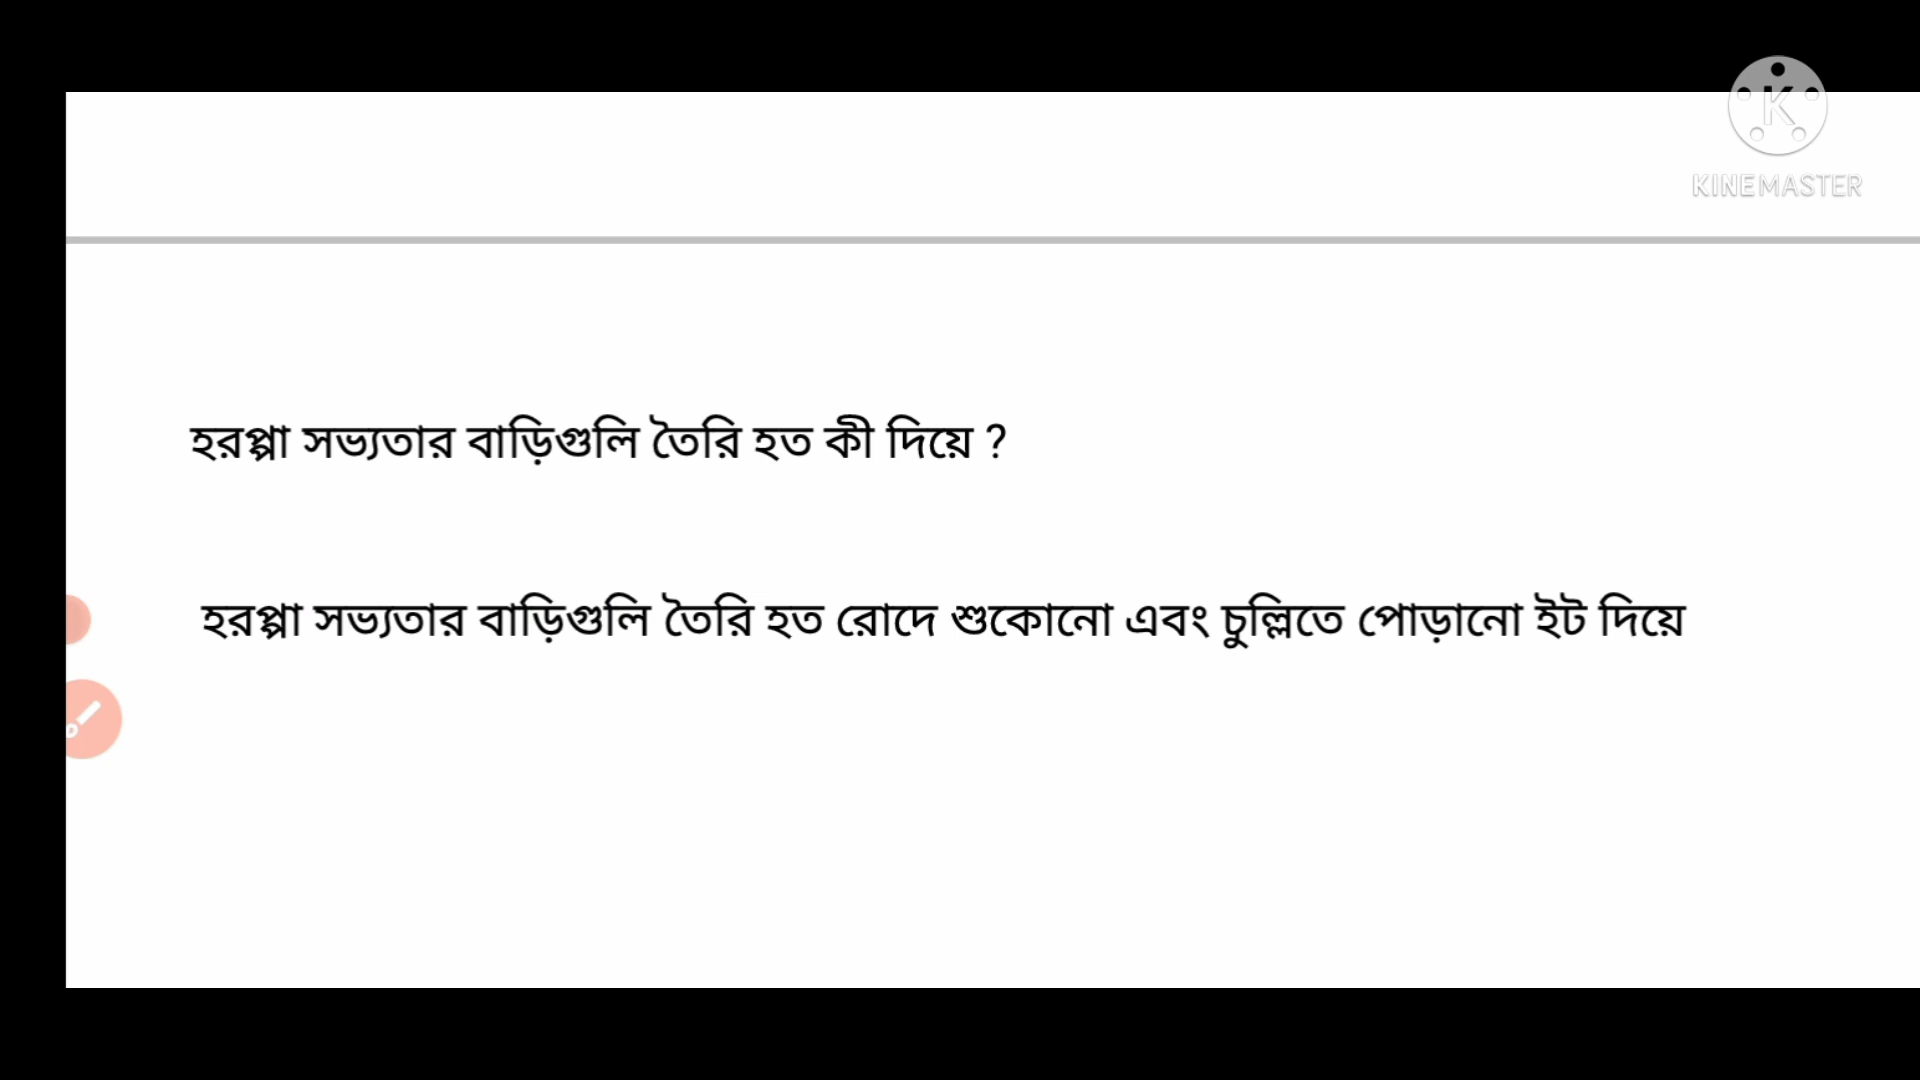 KINEMASTER
হরপ্পা সভ্যতার বাড়িগুলি তৈরি হত কী দিয়ে ?
হরপ্পা সভ্যতার বাড়িগুলি তৈরি হত রোদে শুকোনো এবং চুল্লিতে পোড়ানো ইট দিয়ে